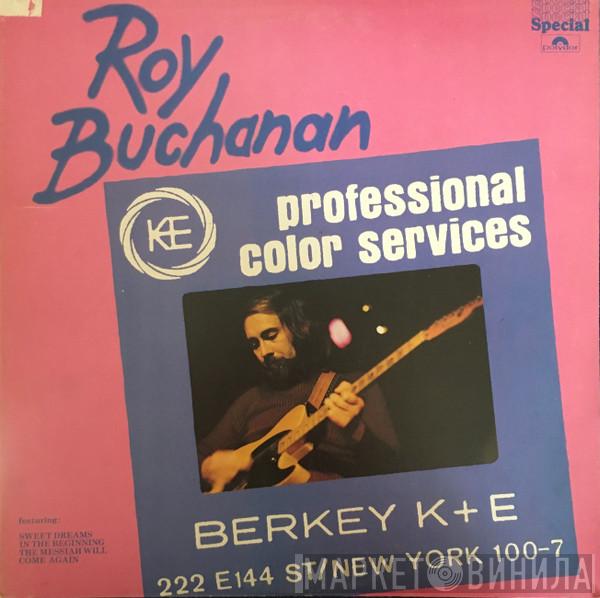 Special
polydor
Roy
Buchanan
KE
professional
color services
BERKEY K+E
222 E144 ST/NEW YORK 100-7
featuring:
SWEET DREAMS
IN THE BEGINNING
THE MESSIAH WILL
COME AGAIN
МАРКЕТ ВИНИЛА